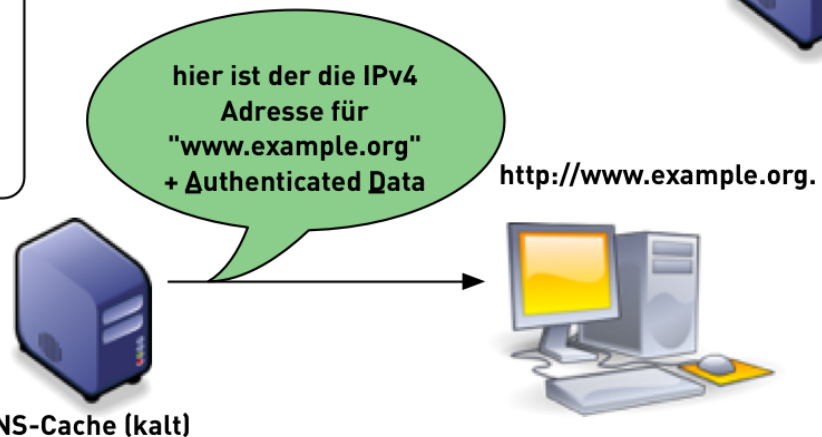 hier ist der die IPv4
Adresse für
"www.example.org"
+ Authenticated Data
http://www.example.org.
NS-Cache (kalt)